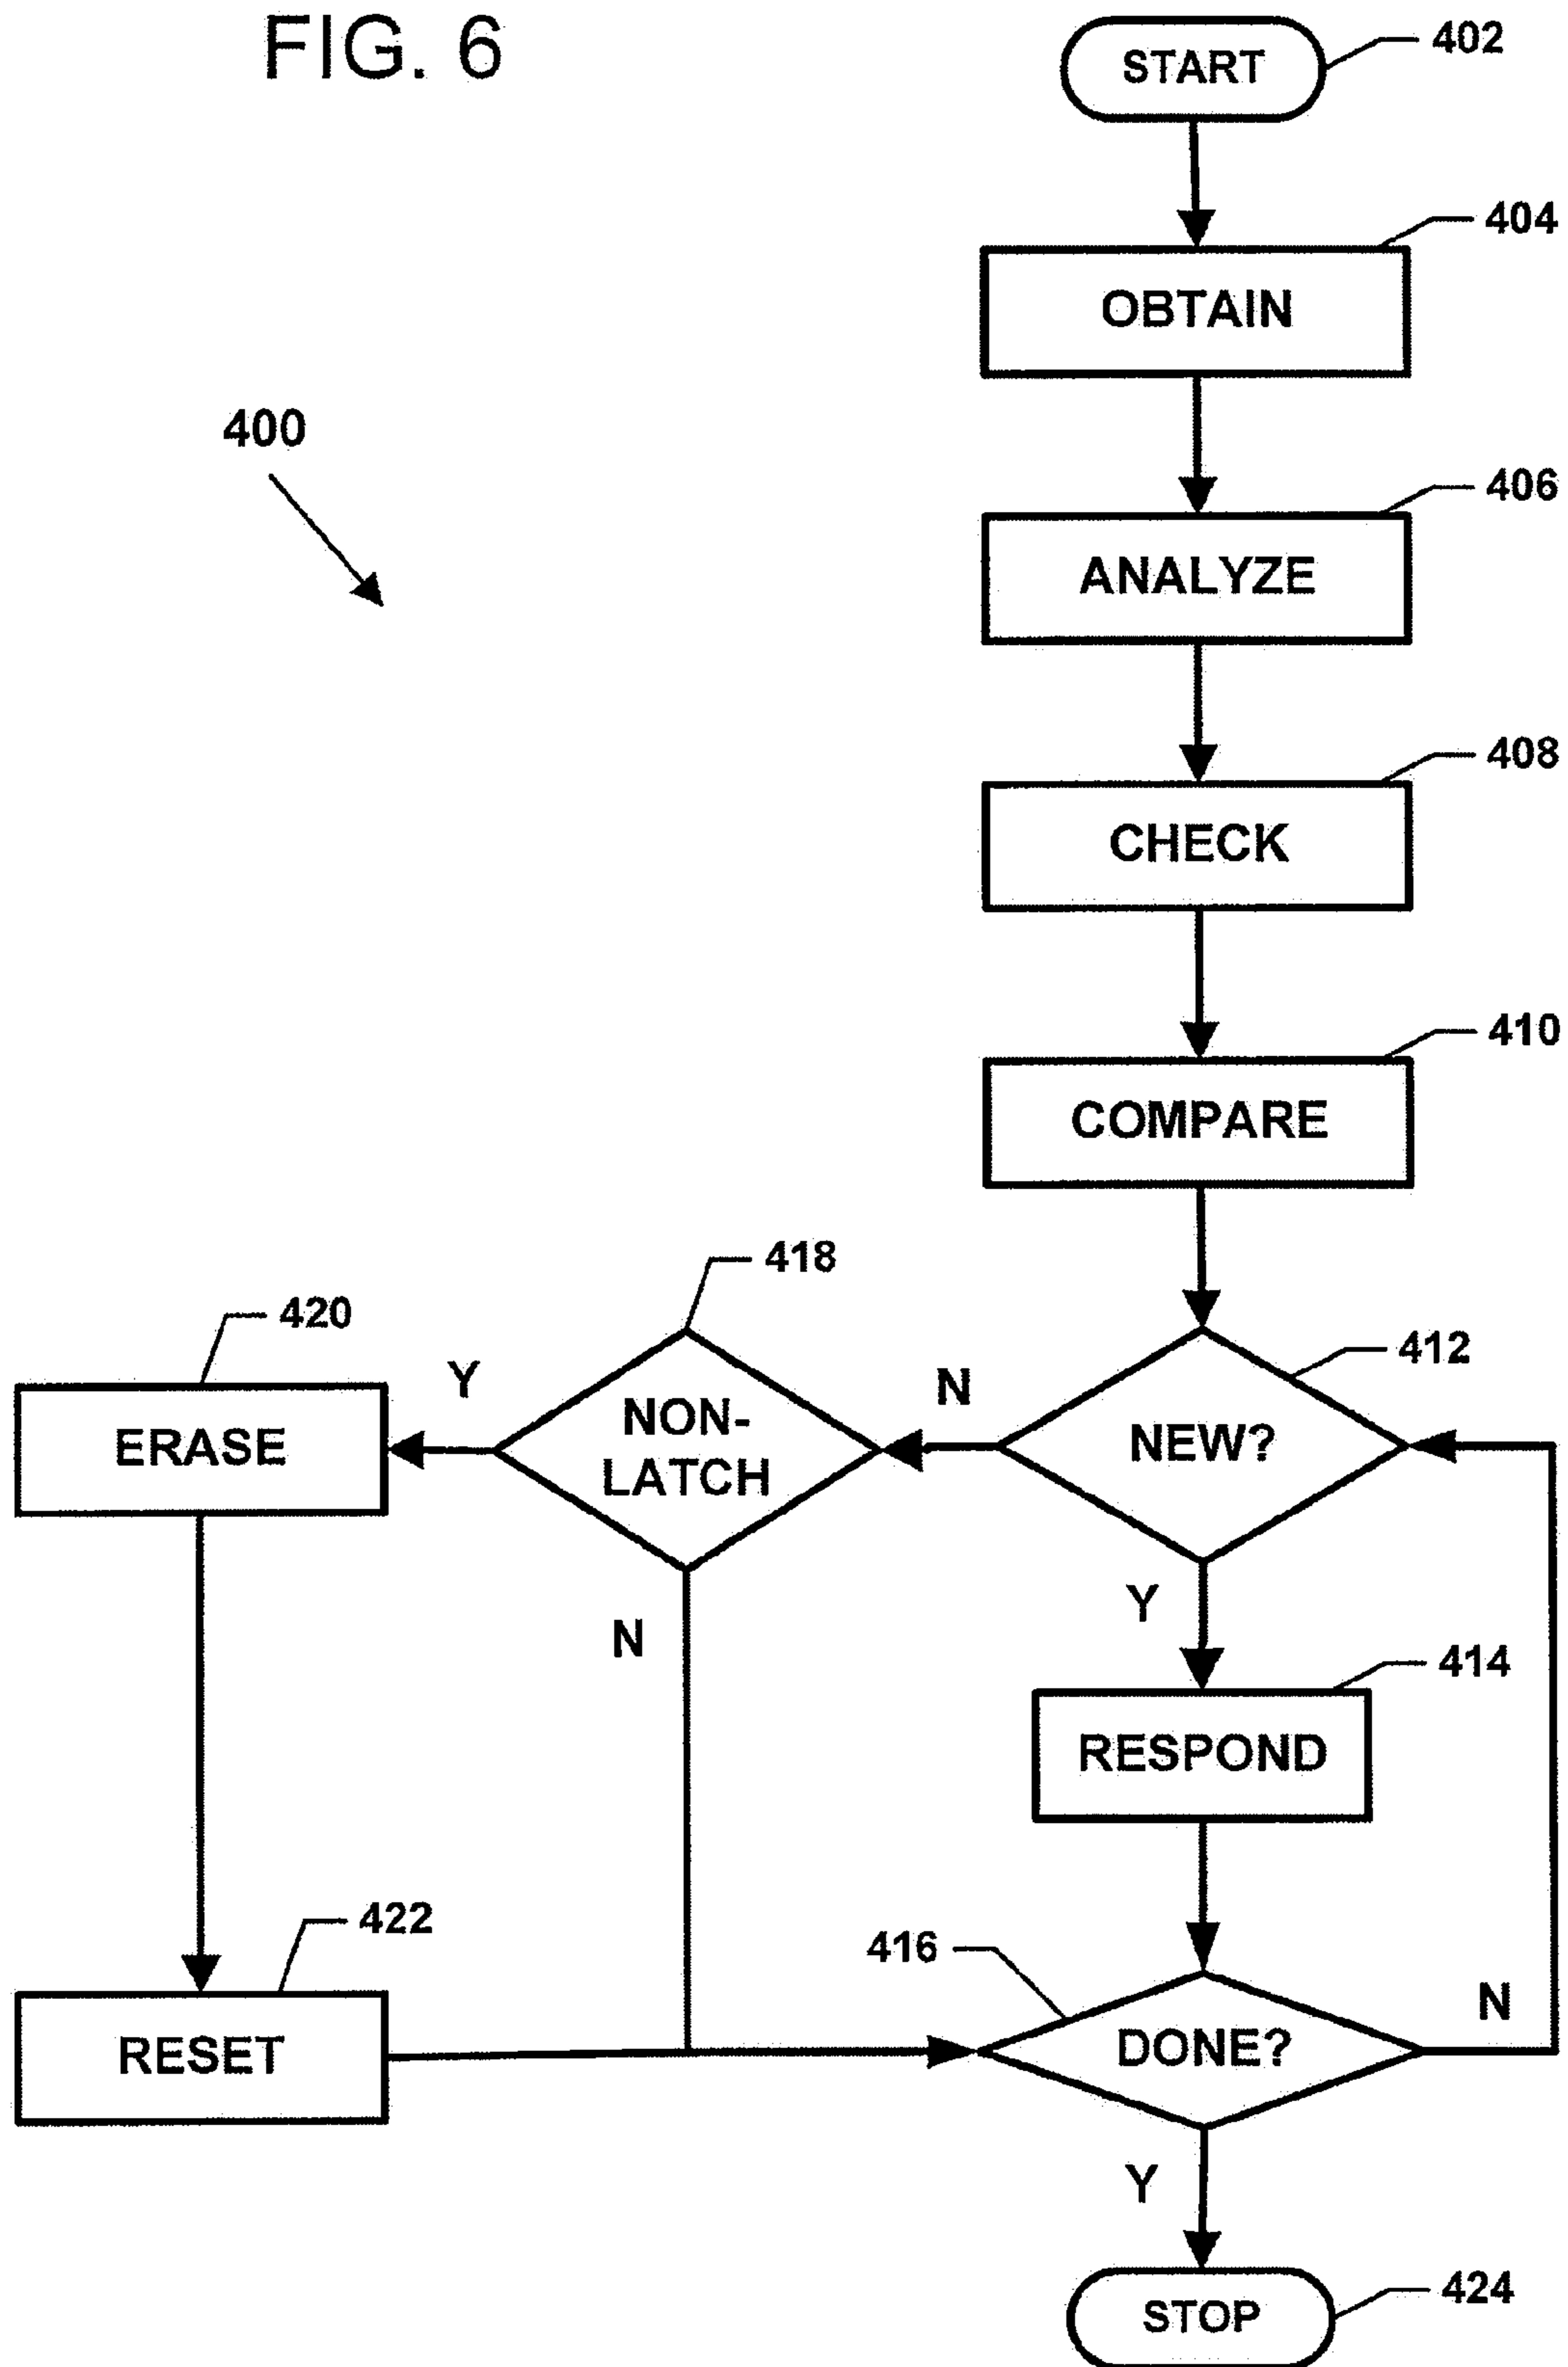 FIG. 6
START
402
404
OBTAIN
400
406
ANALYZE
408
CHECK
410
COMPARE
418
420
412
Y
N
ERASE
NON-
LATCH
NEW?
Y
N
414
RESPOND
422
416
N
RESET
DONE?
Y
424
STOP